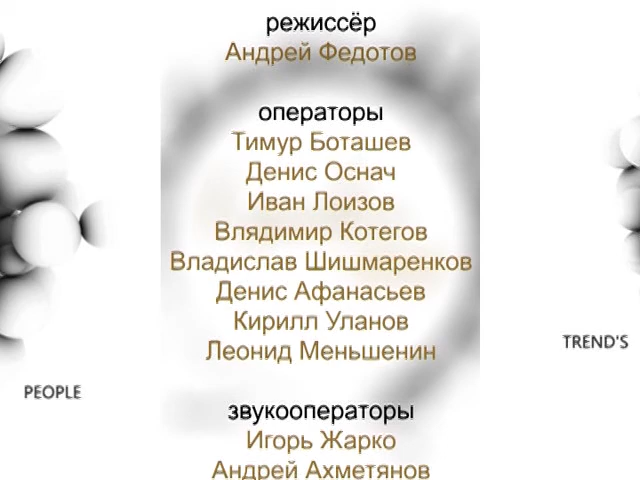 режиссёр
Андрей Федотов
операторы
Тимур Боташев
Денис Оснач
Иван Лоизов
Влядимир Котегов
Владислав Шишмаренков
Денис Афанасьев
Кирилл Уланов
Леонид Меньшенин
звукооператоры
Игорь Жарко
Андрей Ахметянов
PEOPLE
TREND'S